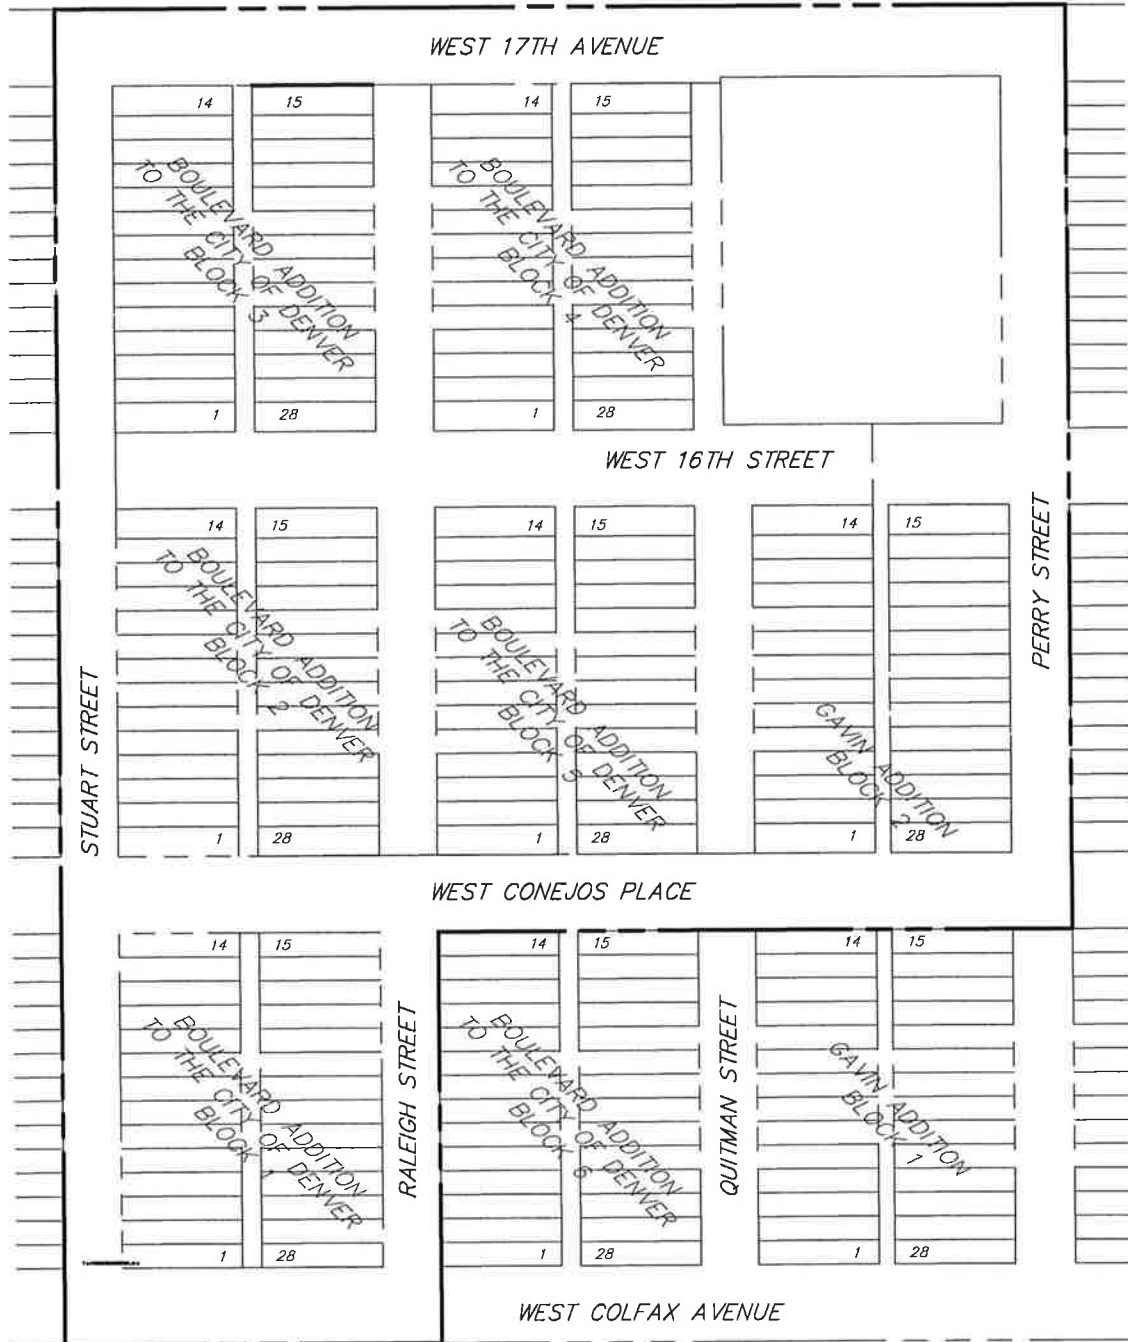 WEST 17TH AVENUE
14 15
14 15
BOULEVARD ADDITION
TO THE CITY OF DENVER
BLOCK 3
BOULEVARD ADDITION
TO THE CITY OF DENVER
BLOCK 4
1 28
1 28
WEST 16TH STREET
14 15
14 15
14 15
PERRY STREET
BOULEVARD ADDITION
TO THE CITY OF DENVER
BLOCK 2
BOULEVARD ADDITION
TO THE CITY OF DENVER
BLOCK 5
GAVIN ADDITION
BLOCK 2
STUART STREET
1 28
1 28
1 28
WEST CONEJOS PLACE
14 15
14 15
14 15
BOULEVARD ADDITION
TO THE CITY OF DENVER
BLOCK 1
RALEIGH STREET
BOULEVARD ADDITION
TO THE CITY OF DENVER
BLOCK 6
QUITMAN STREET
GAVIN ADDITION
BLOCK 1
1 28
1 28
1 28
WEST COLFAX AVENUE